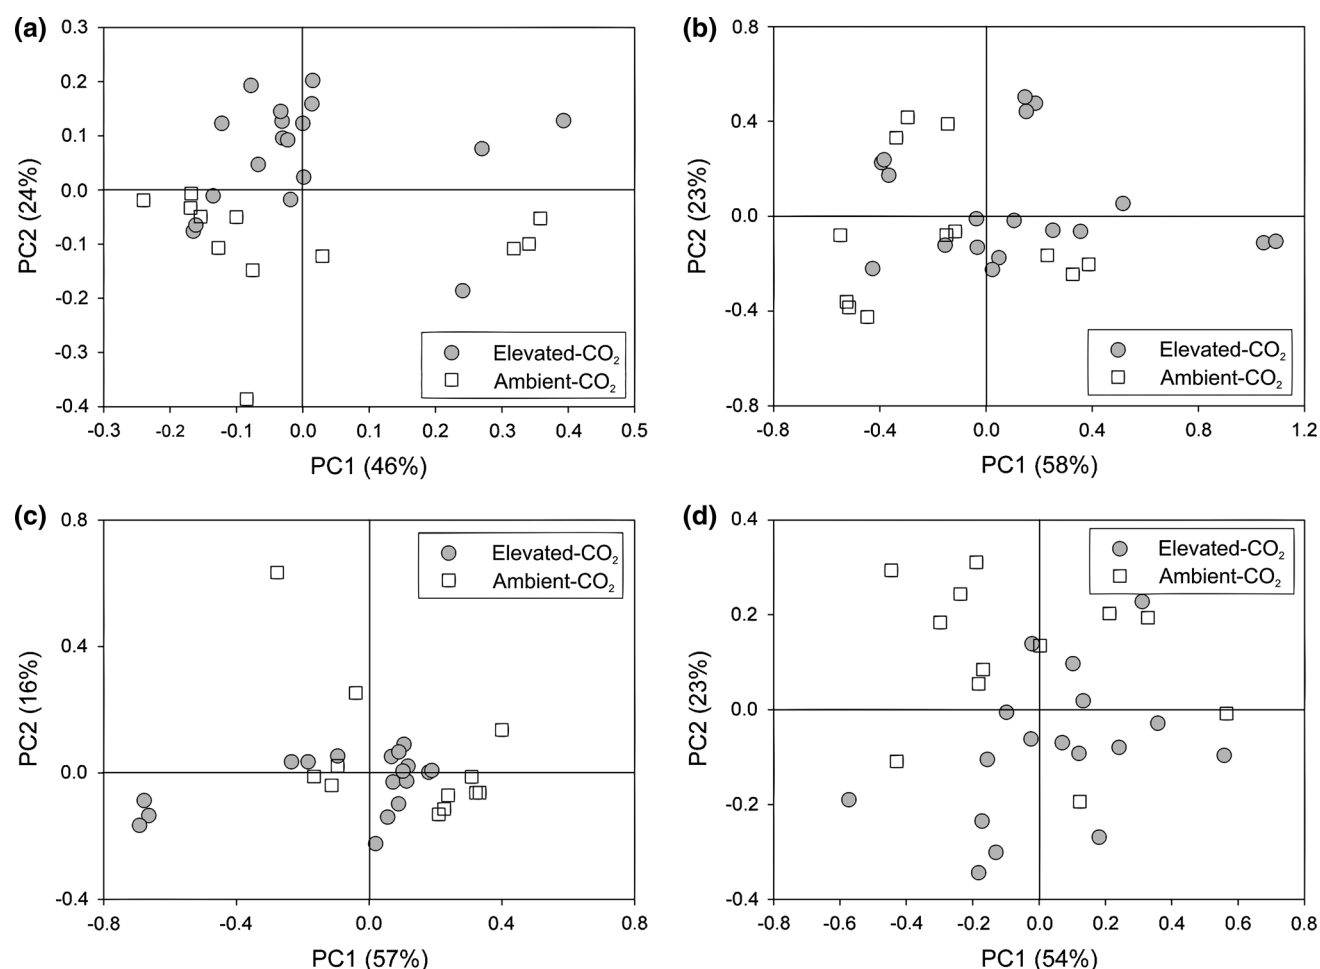 (a)
0.3
0.2
0.1
0.0
-0.1
-0.2
-0.3
-0.4
PC2 (24%)
Elevated-CO₂
Ambient-CO₂
-0.3 -0.2 -0.1 0.0 0.1 0.2 0.3 0.4 0.5
PC1 (46%)
(b)
0.8
0.4
0.0
-0.4
-0.8
PC2 (23%)
Elevated-CO₂
Ambient-CO₂
-0.8 -0.4 0.0 0.4 0.8 1.2
PC1 (58%)
(c)
0.8
0.4
0.0
-0.4
PC2 (16%)
Elevated-CO₂
Ambient-CO₂
-0.8 -0.4 0.0 0.4 0.8
PC1 (57%)
(d)
0.4
0.2
0.0
-0.2
-0.4
PC2 (23%)
Elevated-CO₂
Ambient-CO₂
-0.8 -0.6 -0.4 -0.2 0.0 0.2 0.4 0.6 0.8
PC1 (54%)